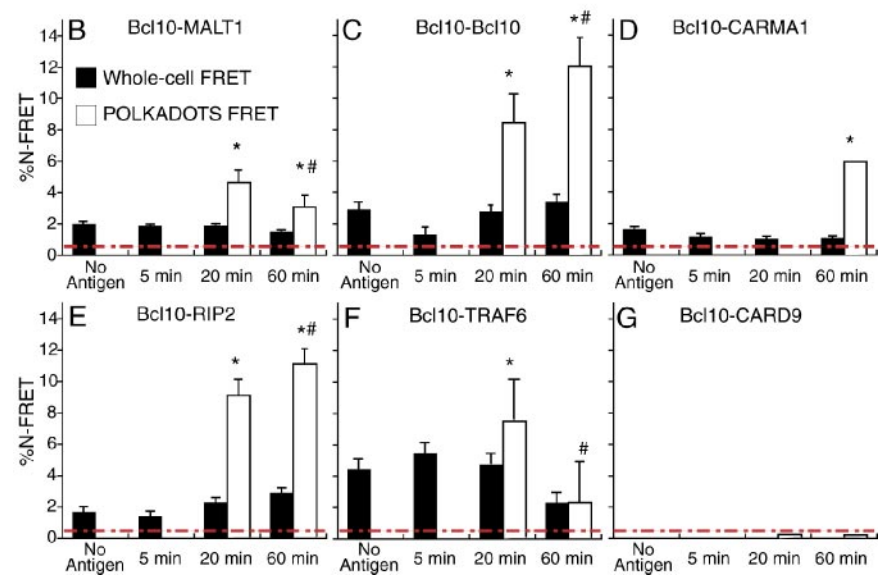 B Bcl10-MALT1
C Bcl10-Bcl10
D Bcl10-CARMA1
%N-FRET
14
12
10
8
6
4
2
0
Whole-cell FRET
POLKADOTS FRET
*
*#
*
*#
*
No Antigen 5 min 20 min 60 min
No Antigen 5 min 20 min 60 min
No Antigen 5 min 20 min 60 min
E Bcl10-RIP2
F Bcl10-TRAF6
G Bcl10-CARD9
%N-FRET
14
12
10
8
6
4
2
0
*
*#
*
#
No Antigen 5 min 20 min 60 min
No Antigen 5 min 20 min 60 min
No Antigen 5 min 20 min 60 min